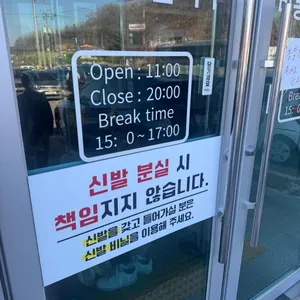 Open : 11:00
Close : 20:00
Break time
15: 0 ~ 17:00
신발 분실 시
책임지지 않습니다.
신발을 갖고 들어가실 분은
신발 비닐을 이용해 주세요.